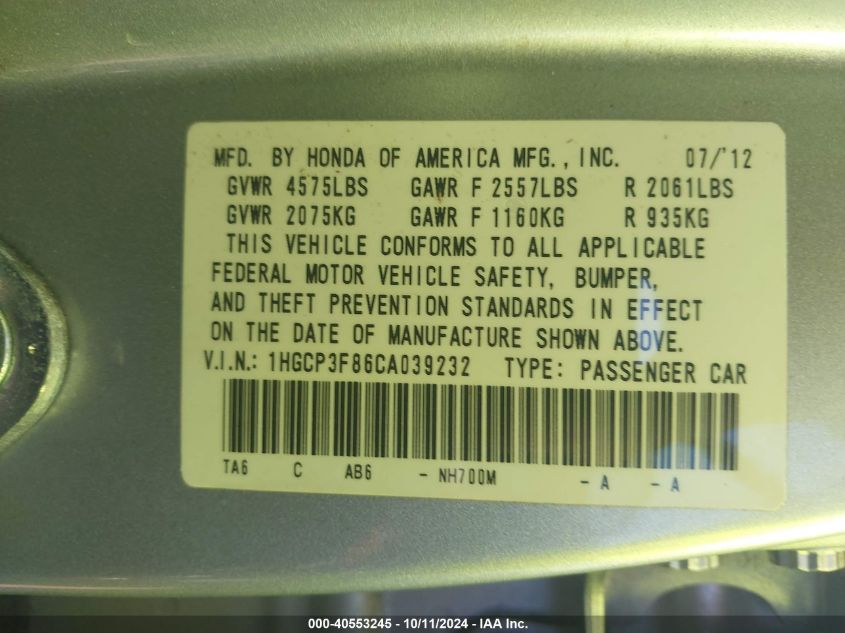 MFD. BY HONDA OF AMERICA MFG., INC. 07/'12
GVWR 4575LBS GAWR F 2557LBS R 2061LBS
GVWR 2075KG GAWR F 1160KG R 935KG
THIS VEHICLE CONFORMS TO ALL APPLICABLE
FEDERAL MOTOR VEHICLE SAFETY, BUMPER,
AND THEFT PREVENTION STANDARDS IN EFFECT
ON THE DATE OF MANUFACTURE SHOWN ABOVE.
V.I.N.: 1HGCP3F86CA039232 TYPE: PASSENGER CAR
TA6 C AB6 - NH700M - A - A
000-40553245 - 10/11/2024 - IAA Inc.